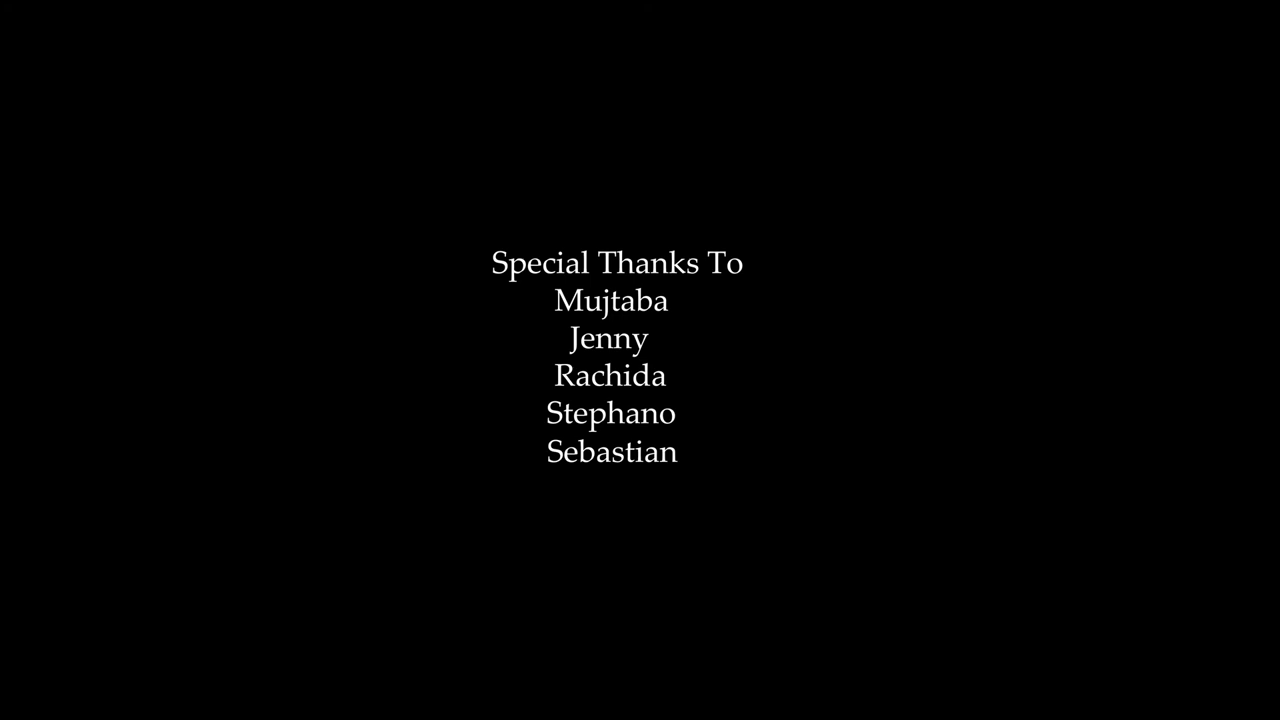 Special Thanks To
Mujtaba
Jenny
Rachida
Stephano
Sebastian